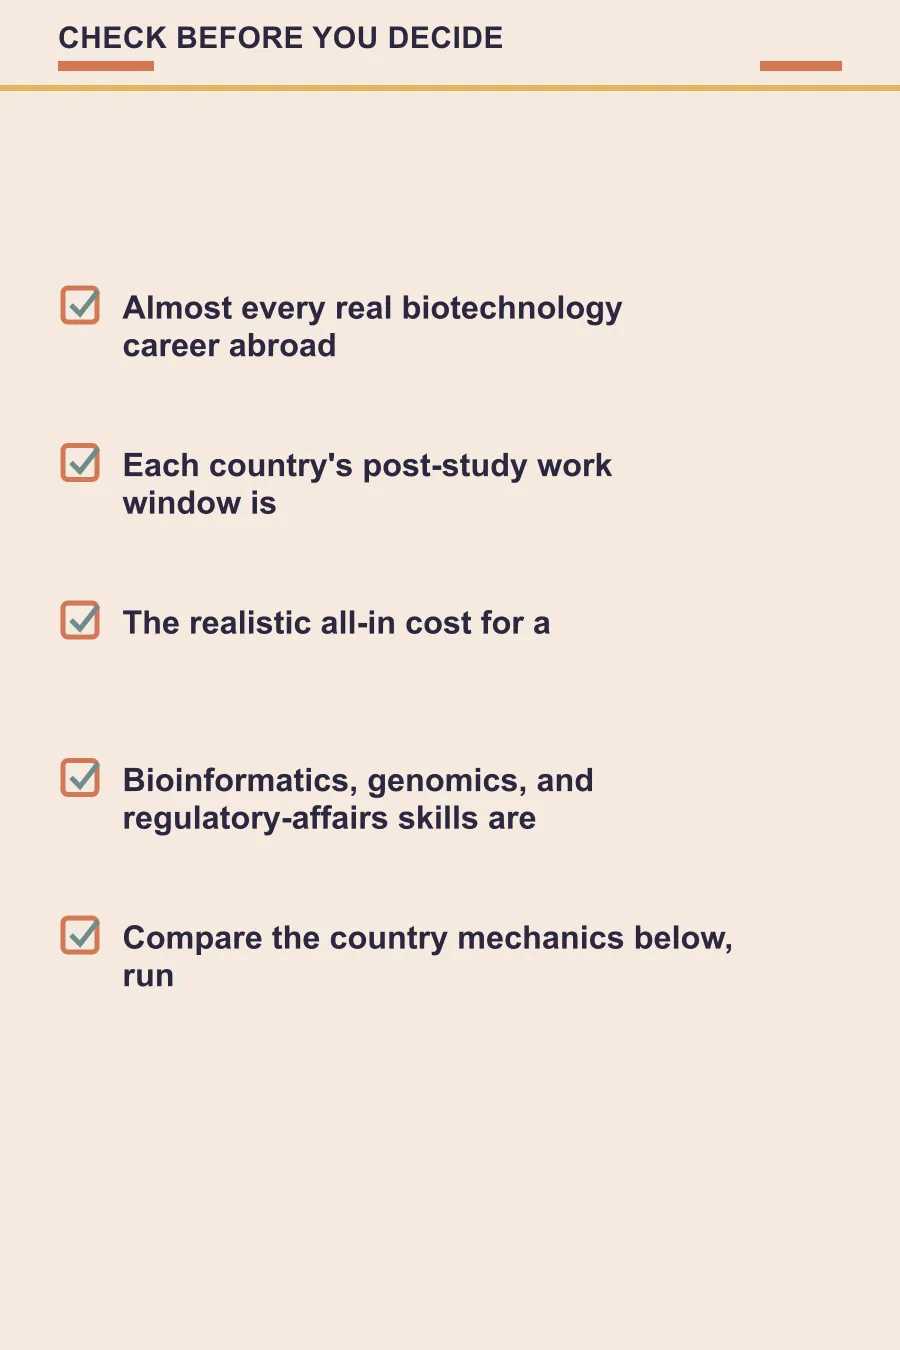 CHECK BEFORE YOU DECIDE
Almost every real biotechnology
career abroad
Each country's post-study work
window is
The realistic all-in cost for a
Bioinformatics, genomics, and
regulatory-affairs skills are
Compare the country mechanics below,
run